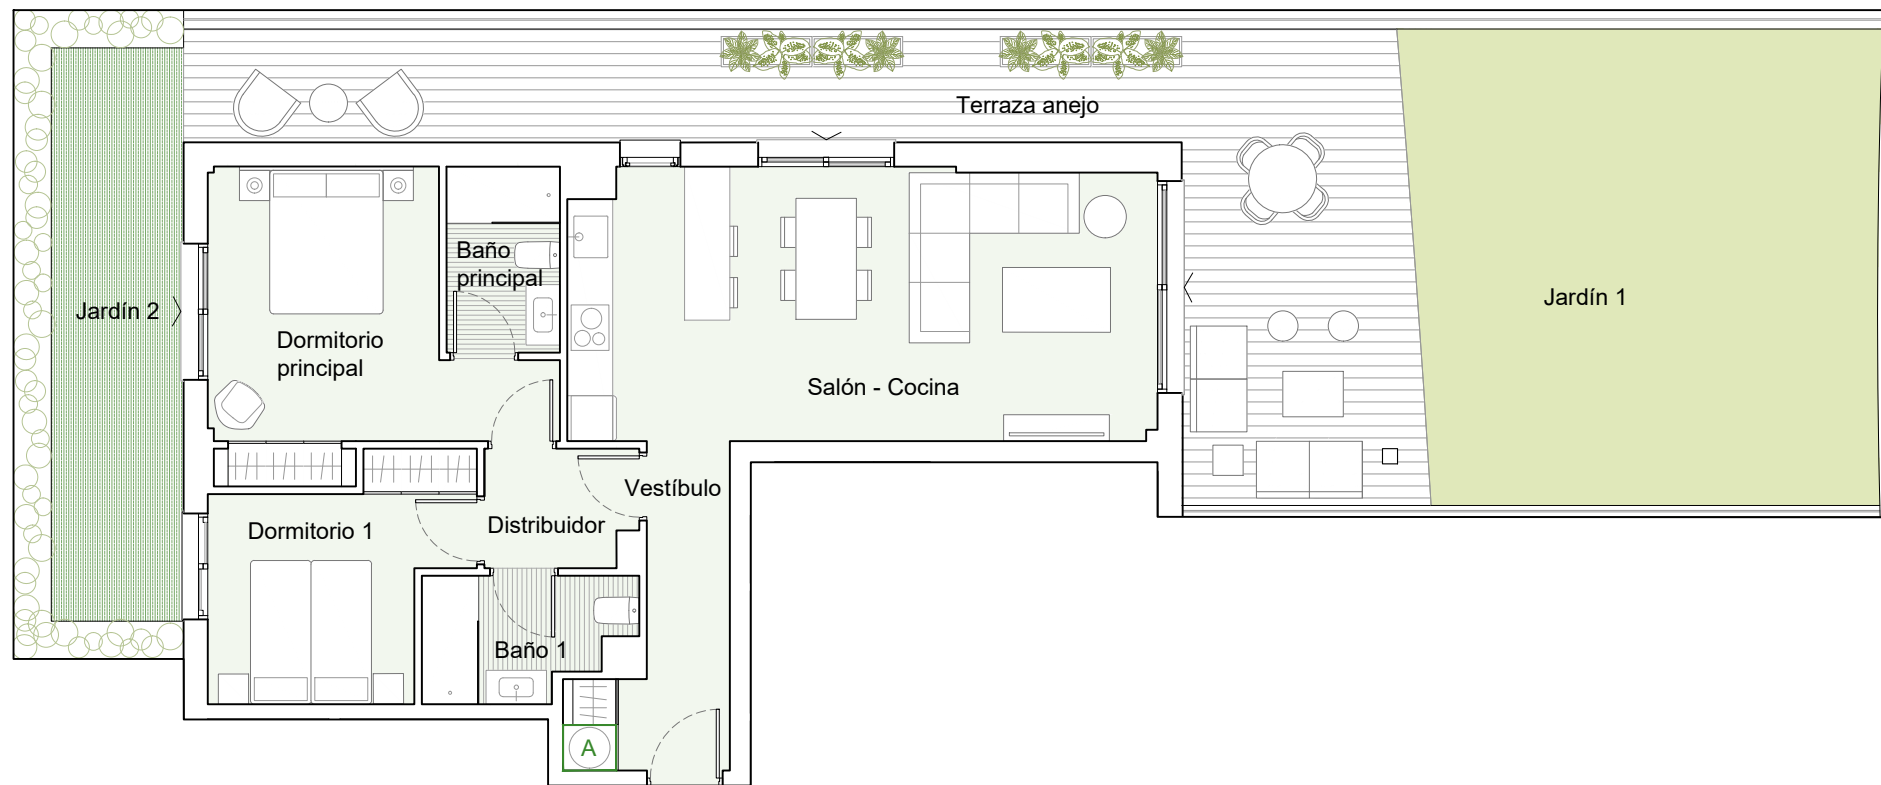 Terraza anejo
Baño
principal
Jardín 2
Jardín 1
Dormitorio
principal
Salón - Cocina
Vestíbulo
Dormitorio 1
Distribuidor
Baño 1
A